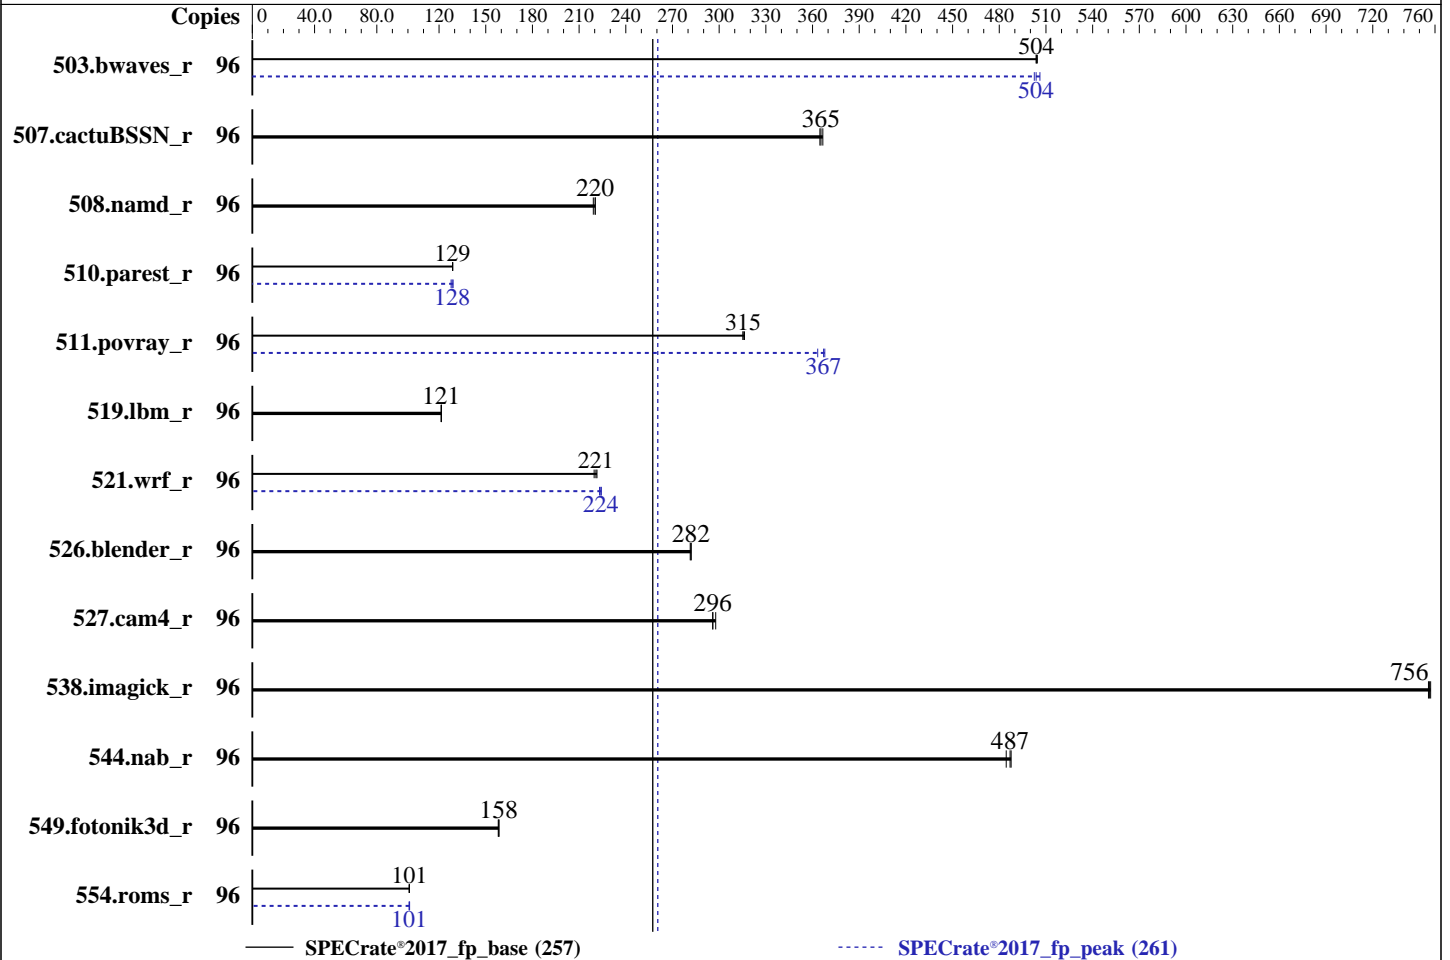 Copies 0 40.0 80.0 120 150 180 210 240 270 300 330 360 390 420 450 480 510 540 570 600 630 660 690 720 760
503.bwaves_r 96 504
504
507.cactuBSSN_r 96 365
508.namd_r 96 220
510.parest_r 96 129
128
511.povray_r 96 315
367
519.lbm_r 96 121
521.wrf_r 96 221
224
526.blender_r 96 282
527.cam4_r 96 296
538.imagick_r 96 756
544.nab_r 96 487
549.fotonik3d_r 96 158
554.roms_r 96 101
101
SPECrate®2017_fp_base (257) SPECrate®2017_fp_peak (261)